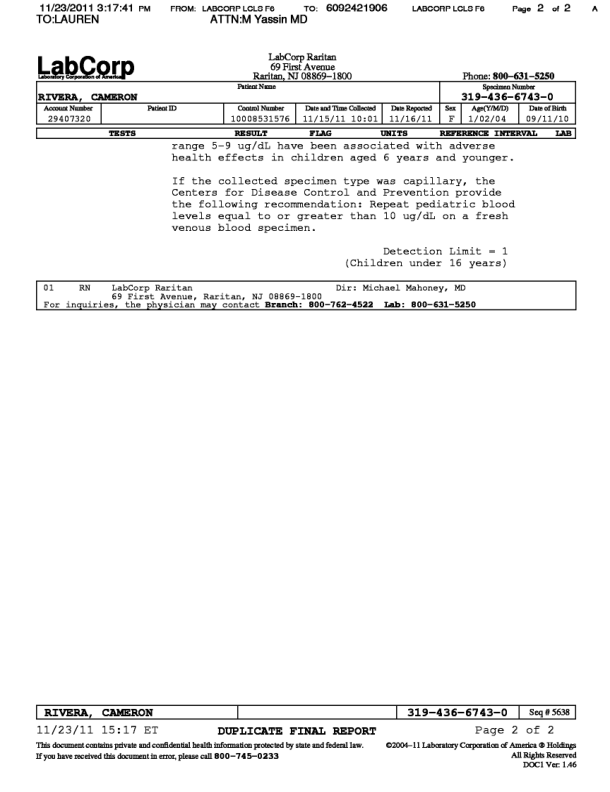 11/23/2011 3:17:41 PM FROM: LABCORP LCLS F6 TO: 6092421906 LABCORP LCLS F6 Page 2 of 2 A
TO:LAUREN ATTN:M Yassin MD
LabCorp
Laboratory Corporation of America
LabCorp Raritan
69 First Avenue
Raritan, NJ 08869-1800 Phone: 800-631-5250
Patient Name Specimen Number
RIVERA, CAMERON 319-436-6743-0
Account Number Patient ID Control Number Date and Time Collected Date Reported Sex Age(Y/M/D) Date of Birth
29407320 10008531576 11/15/11 10:01 11/16/11 F 1/02/04 09/11/10
TESTS RESULT FLAG UNITS REFERENCE INTERVAL LAB
range 5-9 ug/dL have been associated with adverse
health effects in children aged 6 years and younger.
If the collected specimen type was capillary, the
Centers for Disease Control and Prevention provide
the following recommendation: Repeat pediatric blood
levels equal to or greater than 10 ug/dL on a fresh
venous blood specimen.
Detection Limit = 1
(Children under 16 years)
01 RN LabCorp Raritan Dir: Michael Mahoney, MD
69 First Avenue, Raritan, NJ 08869-1800
For inquiries, the physician may contact Branch: 800-762-4522 Lab: 800-631-5250
RIVERA, CAMERON 319-436-6743-0 Seq # 5638
11/23/11 15:17 ET DUPLICATE FINAL REPORT Page 2 of 2
This document contains private and confidential health information protected by state and federal law. ©2004-11 Laboratory Corporation of America ® Holdings
If you have received this document in error, please call 800-745-0233 All Rights Reserved
DOC1 Ver: 1.46